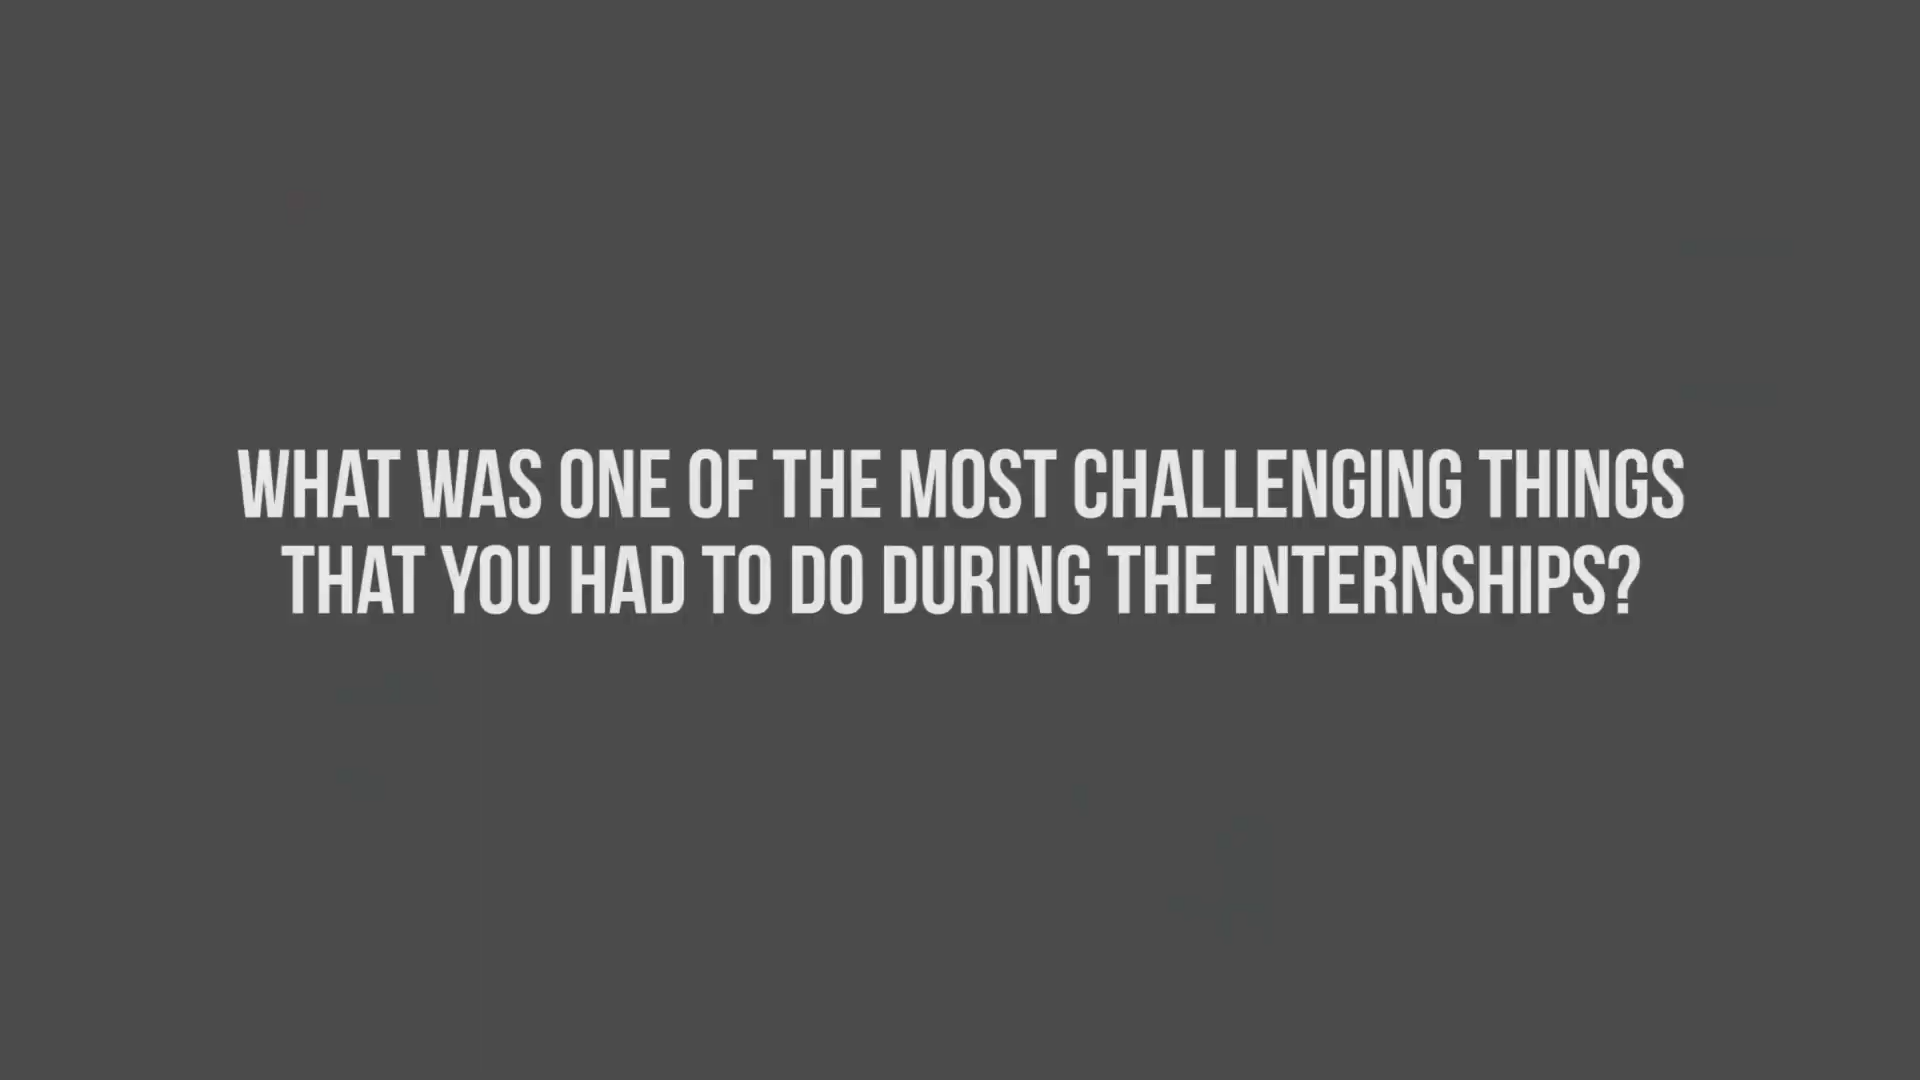 WHAT WAS ONE OF THE MOST CHALLENGING THINGS
THAT YOU HAD TO DO DURING THE INTERNSHIPS?